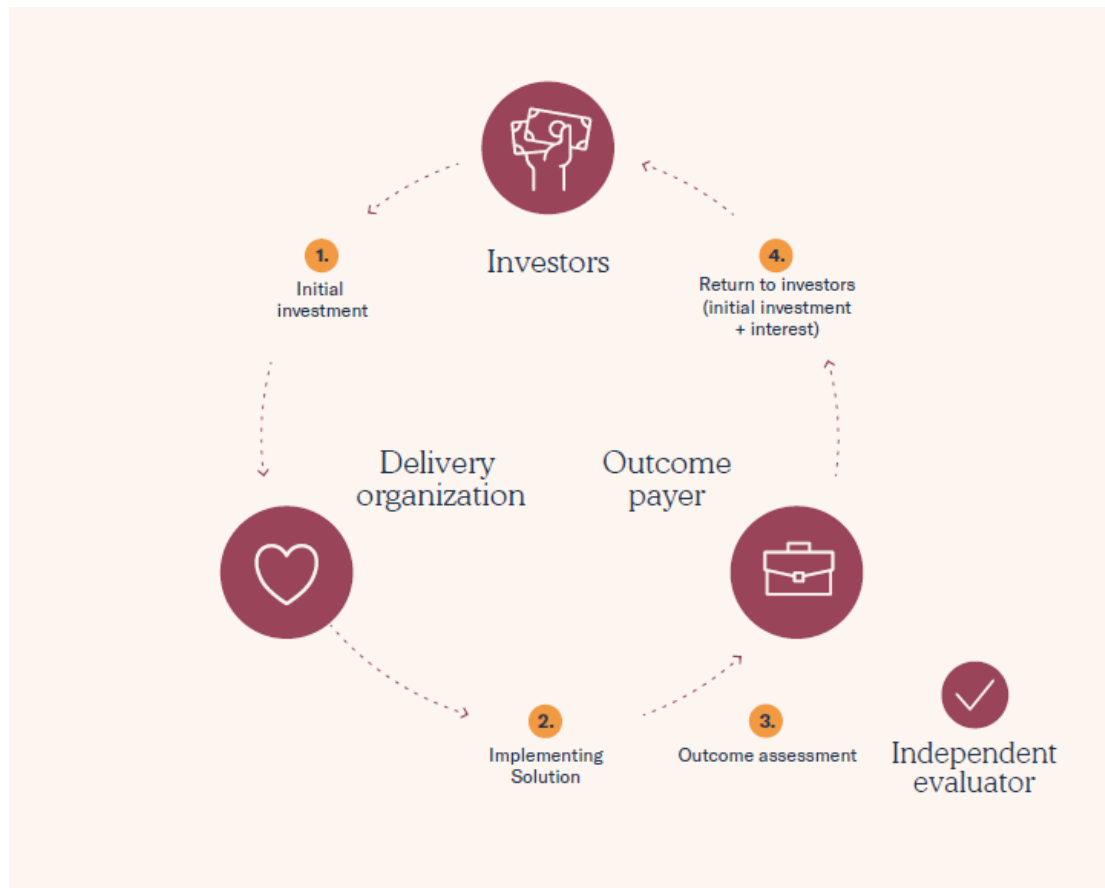 Investors
1.
Initial
investment
4.
Return to investors
(initial investment
+ interest)
Delivery
organization
Outcome
payer
2.
Implementing
Solution
3.
Outcome assessment
Independent
evaluator